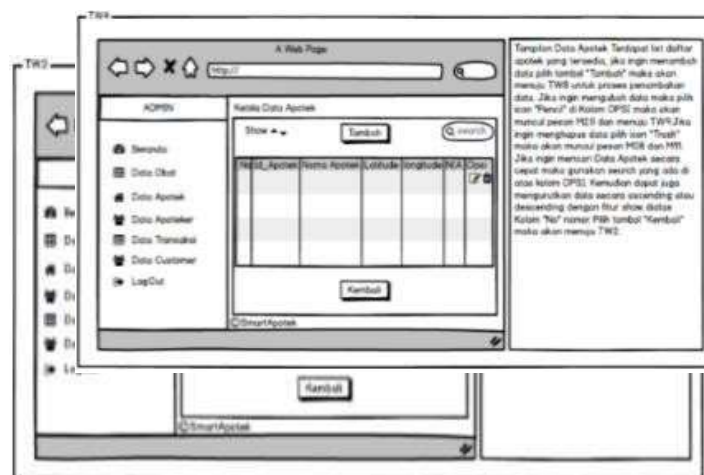 TW4
A Web Page
http://
ADMIN
Beranda
Data Obat
Data Apotek
Data Apoteker
Data Transaksi
Data Customer
LogOut
Kelola Data Apotek
Show
Tambah
search
No Id_Apotek Nama Apotek Latitude longitude N/A Opsi
Kembali
©SmartApotek
Tampilan Data Apotek Terdapat list daftar
apotek yang tersedia, jika ingin menambah
data pilih tombol "Tambah" maka akan
menuju TW8 untuk proses penambahan
data. Jika ingin mengubah data maka pilih
icon "Pensil" di Kolom OPSI maka akan
muncul pesan dan menuju TW9.Jika
ingin menghapus data pilih icon "Trash"
maka akan muncul pesan M08 dan M11.
Jika ingin mencari Data Apotek secara
cepat maka gunakan search yang ada di
atas kolom OPSI. Kemudian dapat juga
mengurutkan data secara ascending atau
descending dengan fitur show diatas
Kolom "No" nomer. Pilih tombol "Kembali"
maka akan menuju TW2.
Kembali
©SmartApotek